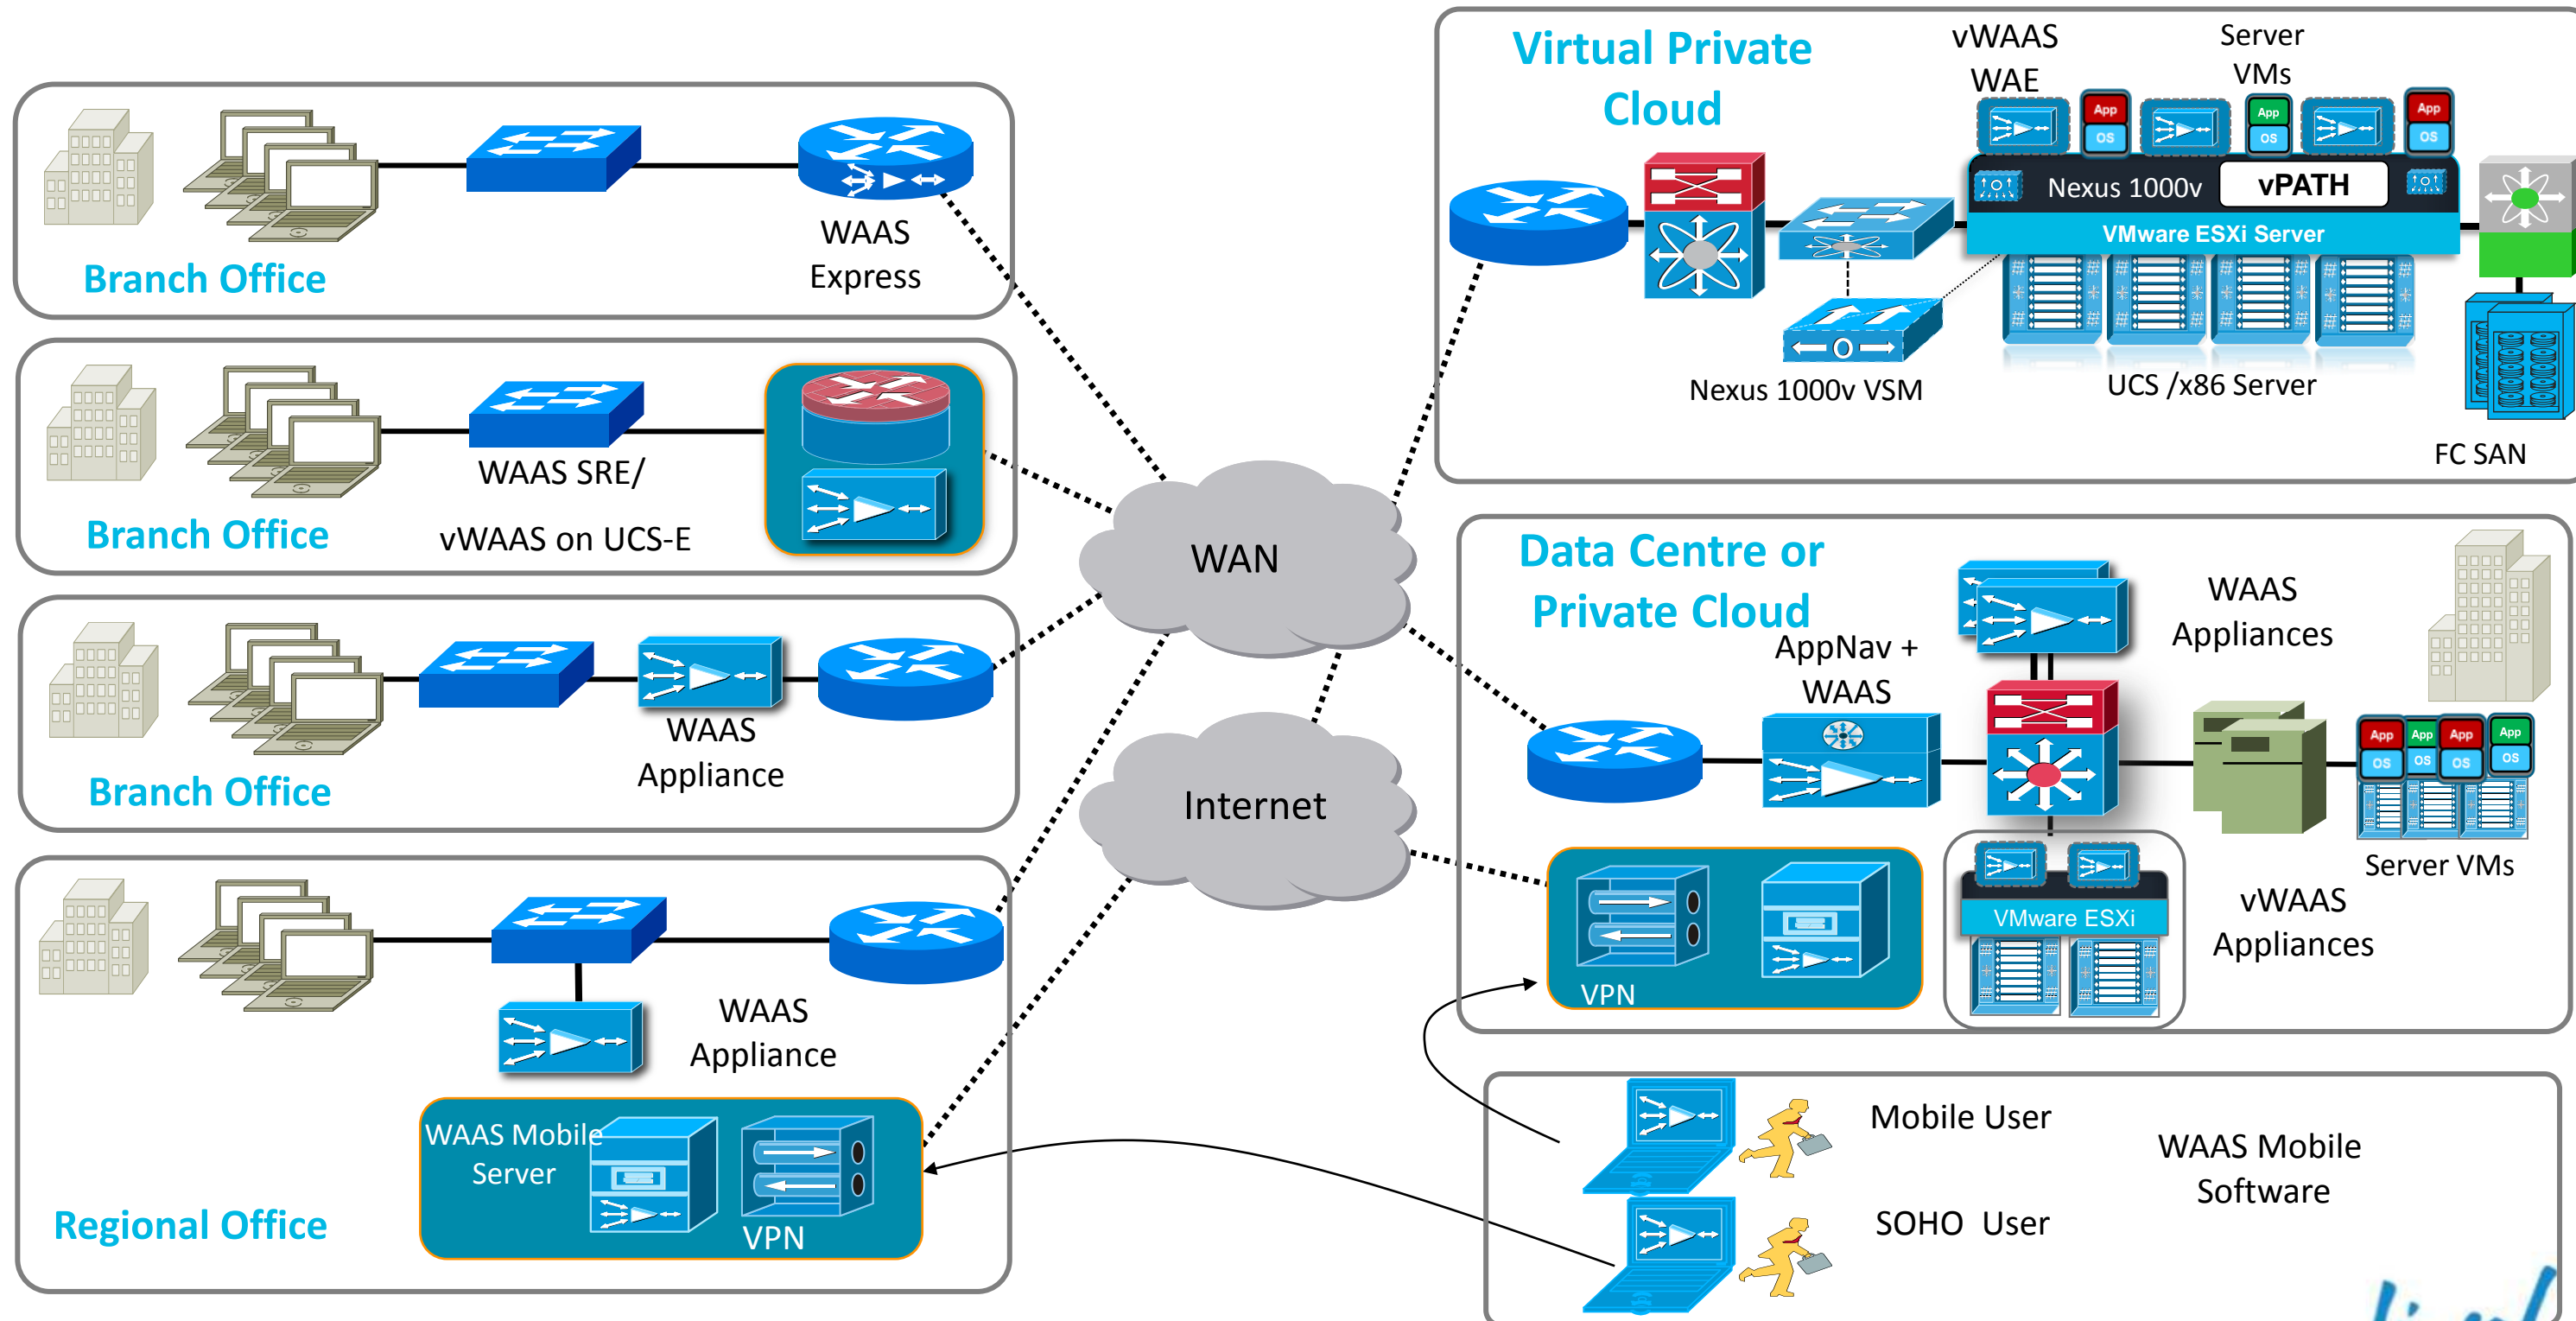 WAAS
Express
Branch Office
WAAS SRE/
vWAAS on UCS-E
Branch Office
WAAS
Appliance
Branch Office
WAAS
Appliance
WAAS Mobile
Server
VPN
Regional Office
WAN
Internet
Virtual Private
Cloud
vWAAS
WAE
Server
VMs
App
OS
App
OS
App
OS
Nexus 1000v
vPATH
VMware ESXi Server
Nexus 1000v VSM
UCS /x86 Server
FC SAN
Data Centre or
Private Cloud
AppNav +
WAAS
WAAS
Appliances
App
OS
App
OS
App
OS
App
OS
Server VMs
VMware ESXi
vWAAS
Appliances
VPN
Mobile User
SOHO  User
WAAS Mobile
Software